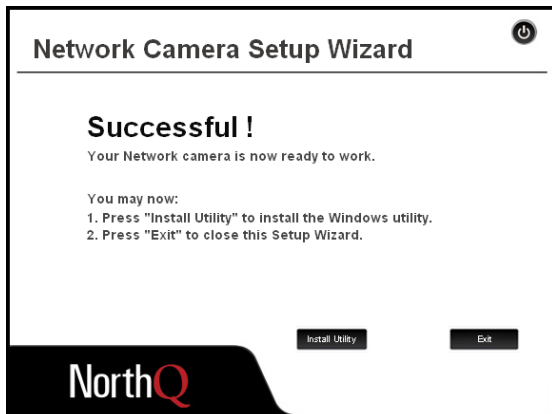 Network Camera Setup Wizard
Successful !
Your Network camera is now ready to work.
You may now:
1. Press "Install Utility" to install the Windows utility.
2. Press "Exit" to close this Setup Wizard.
Install Utility
Exit
NorthQ